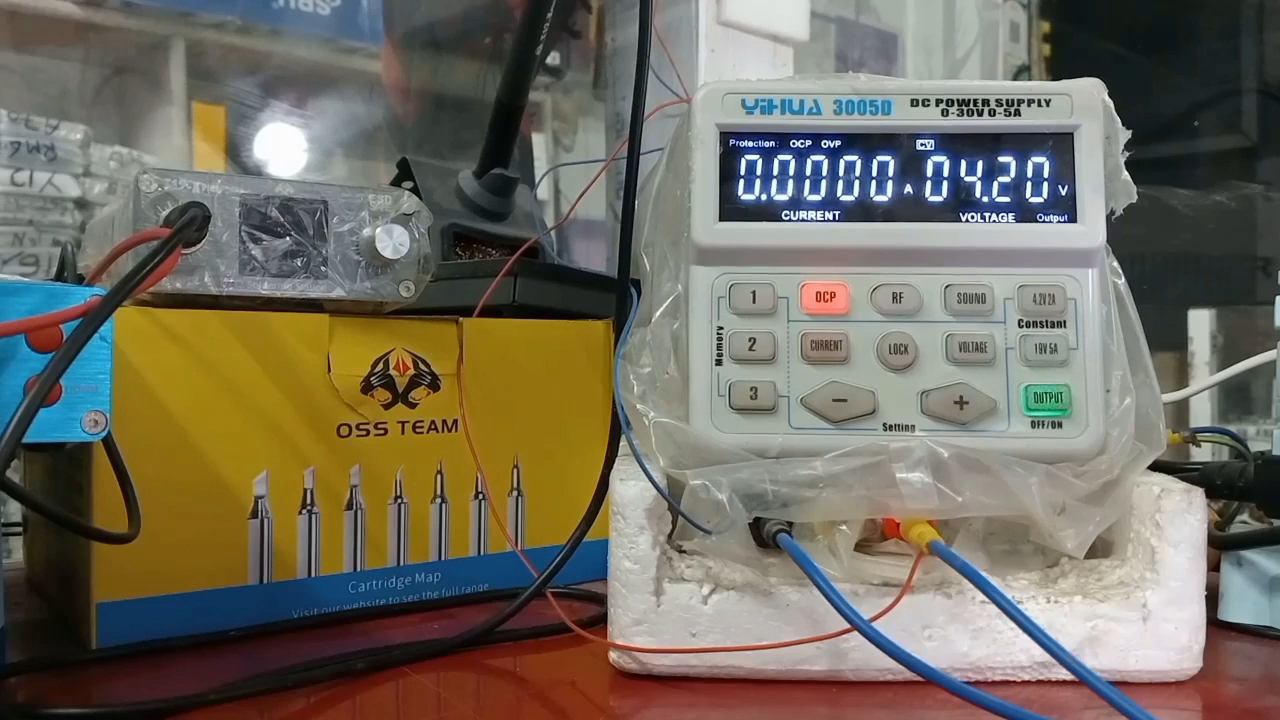 YiHUA 3005D
DC POWER SUPPLY
0-30V 0-5A
Protection: OCP OVP CV
0.0000 A 04.20 V
CURRENT VOLTAGE Output
1 OCP RF SOUND 4.2V 2A
Constant
Memory
2 CURRENT LOCK VOLTAGE 19V 5A
3 − + OUTPUT
Setting OFF/ON
OSS TEAM
Cartridge Map
Visit our website to see the full range
RM6
Y12